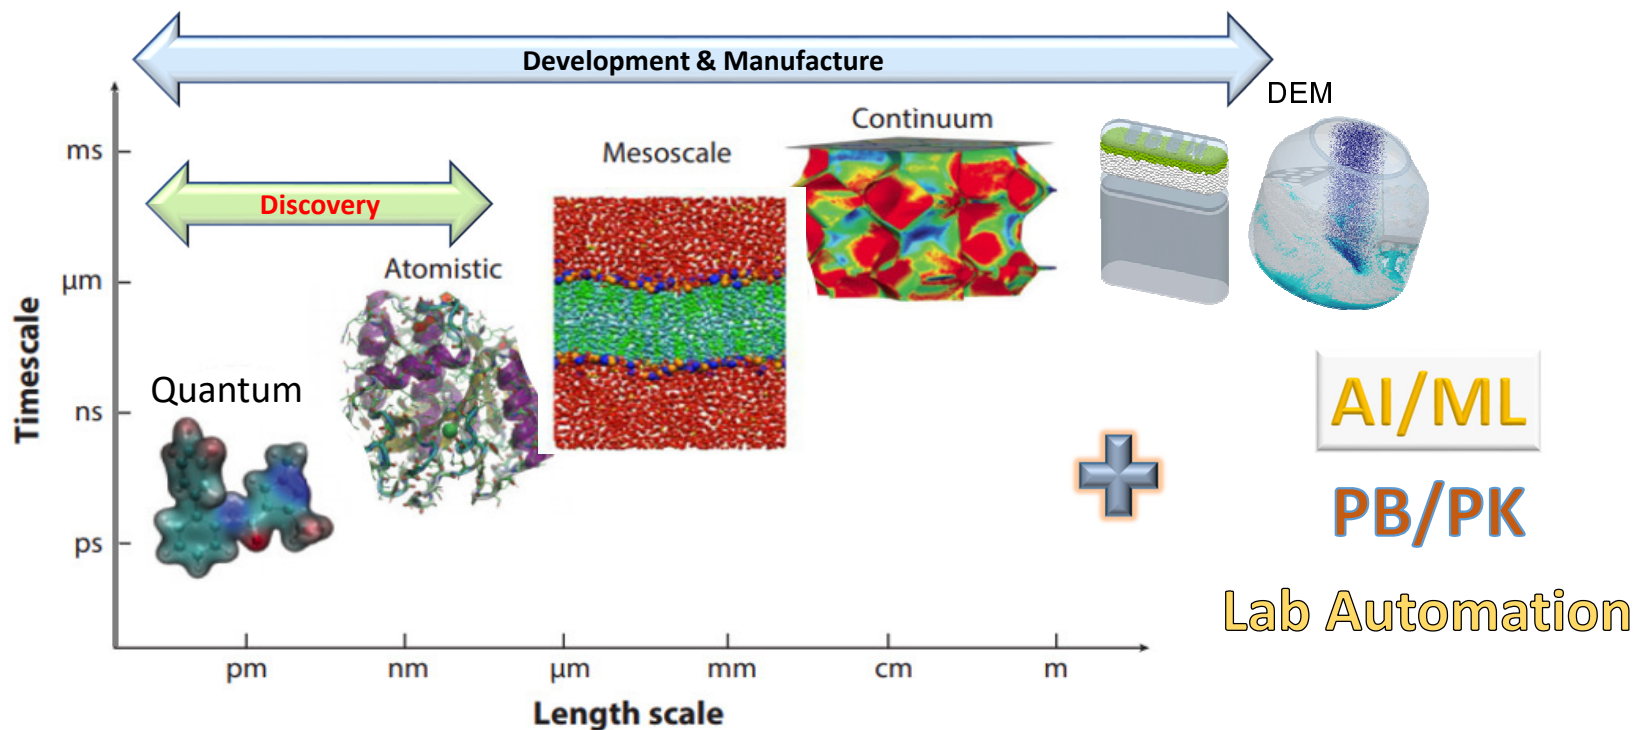 Development & Manufacture
DEM
Continuum
Mesoscale
Discovery
Atomistic
Quantum
Timescale
ms
µm
ns
ps
AI/ML
PB/PK
Lab Automation
pm
nm
µm
mm
cm
m
Length scale